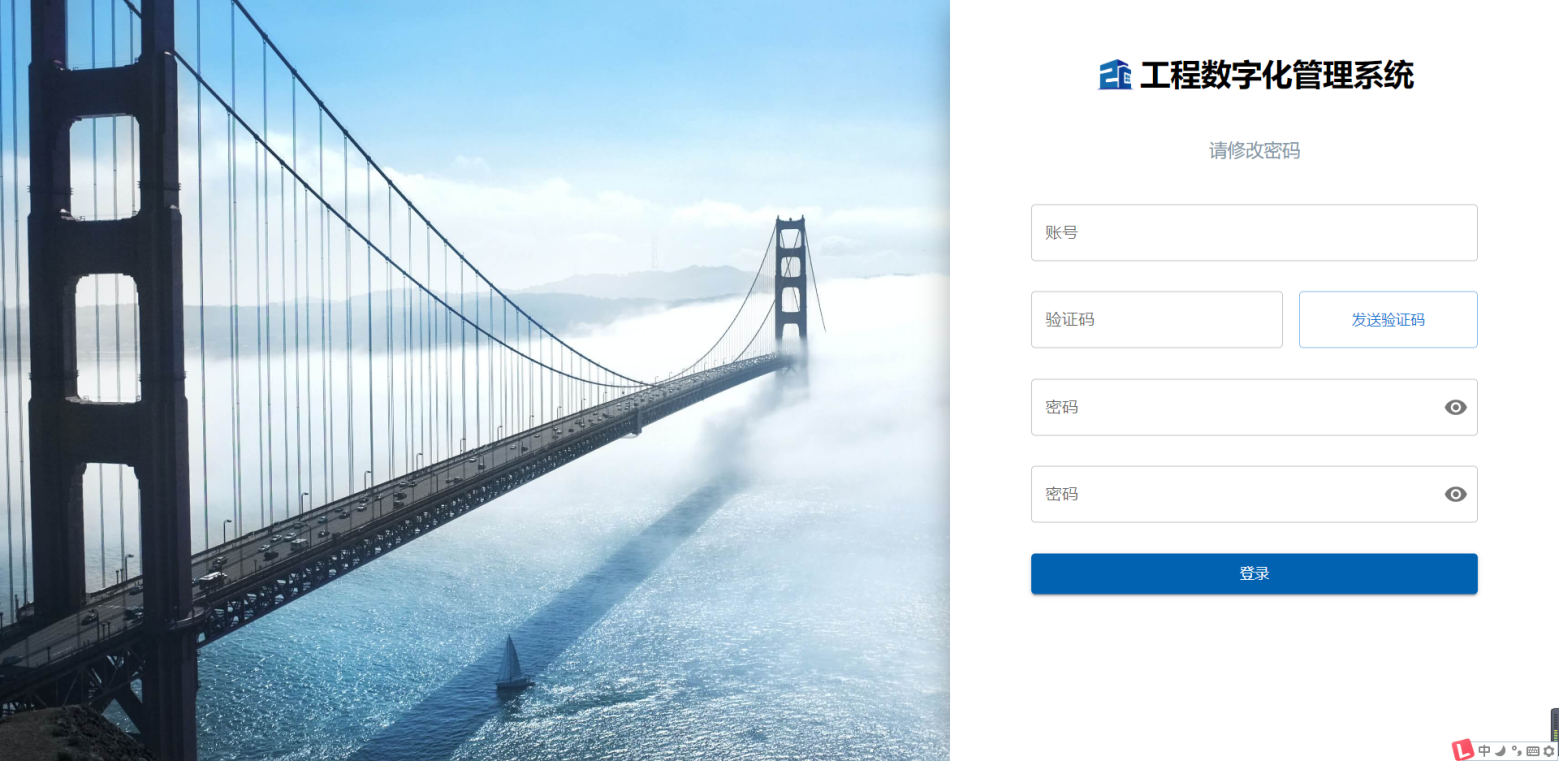 工程数字化管理系统
请修改密码
账号
验证码 发送验证码
密码
密码
登录
中